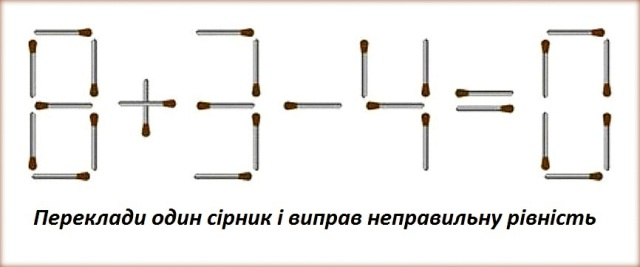 8+3-4=0
Переклади один сірник і виправ неправильну рівність